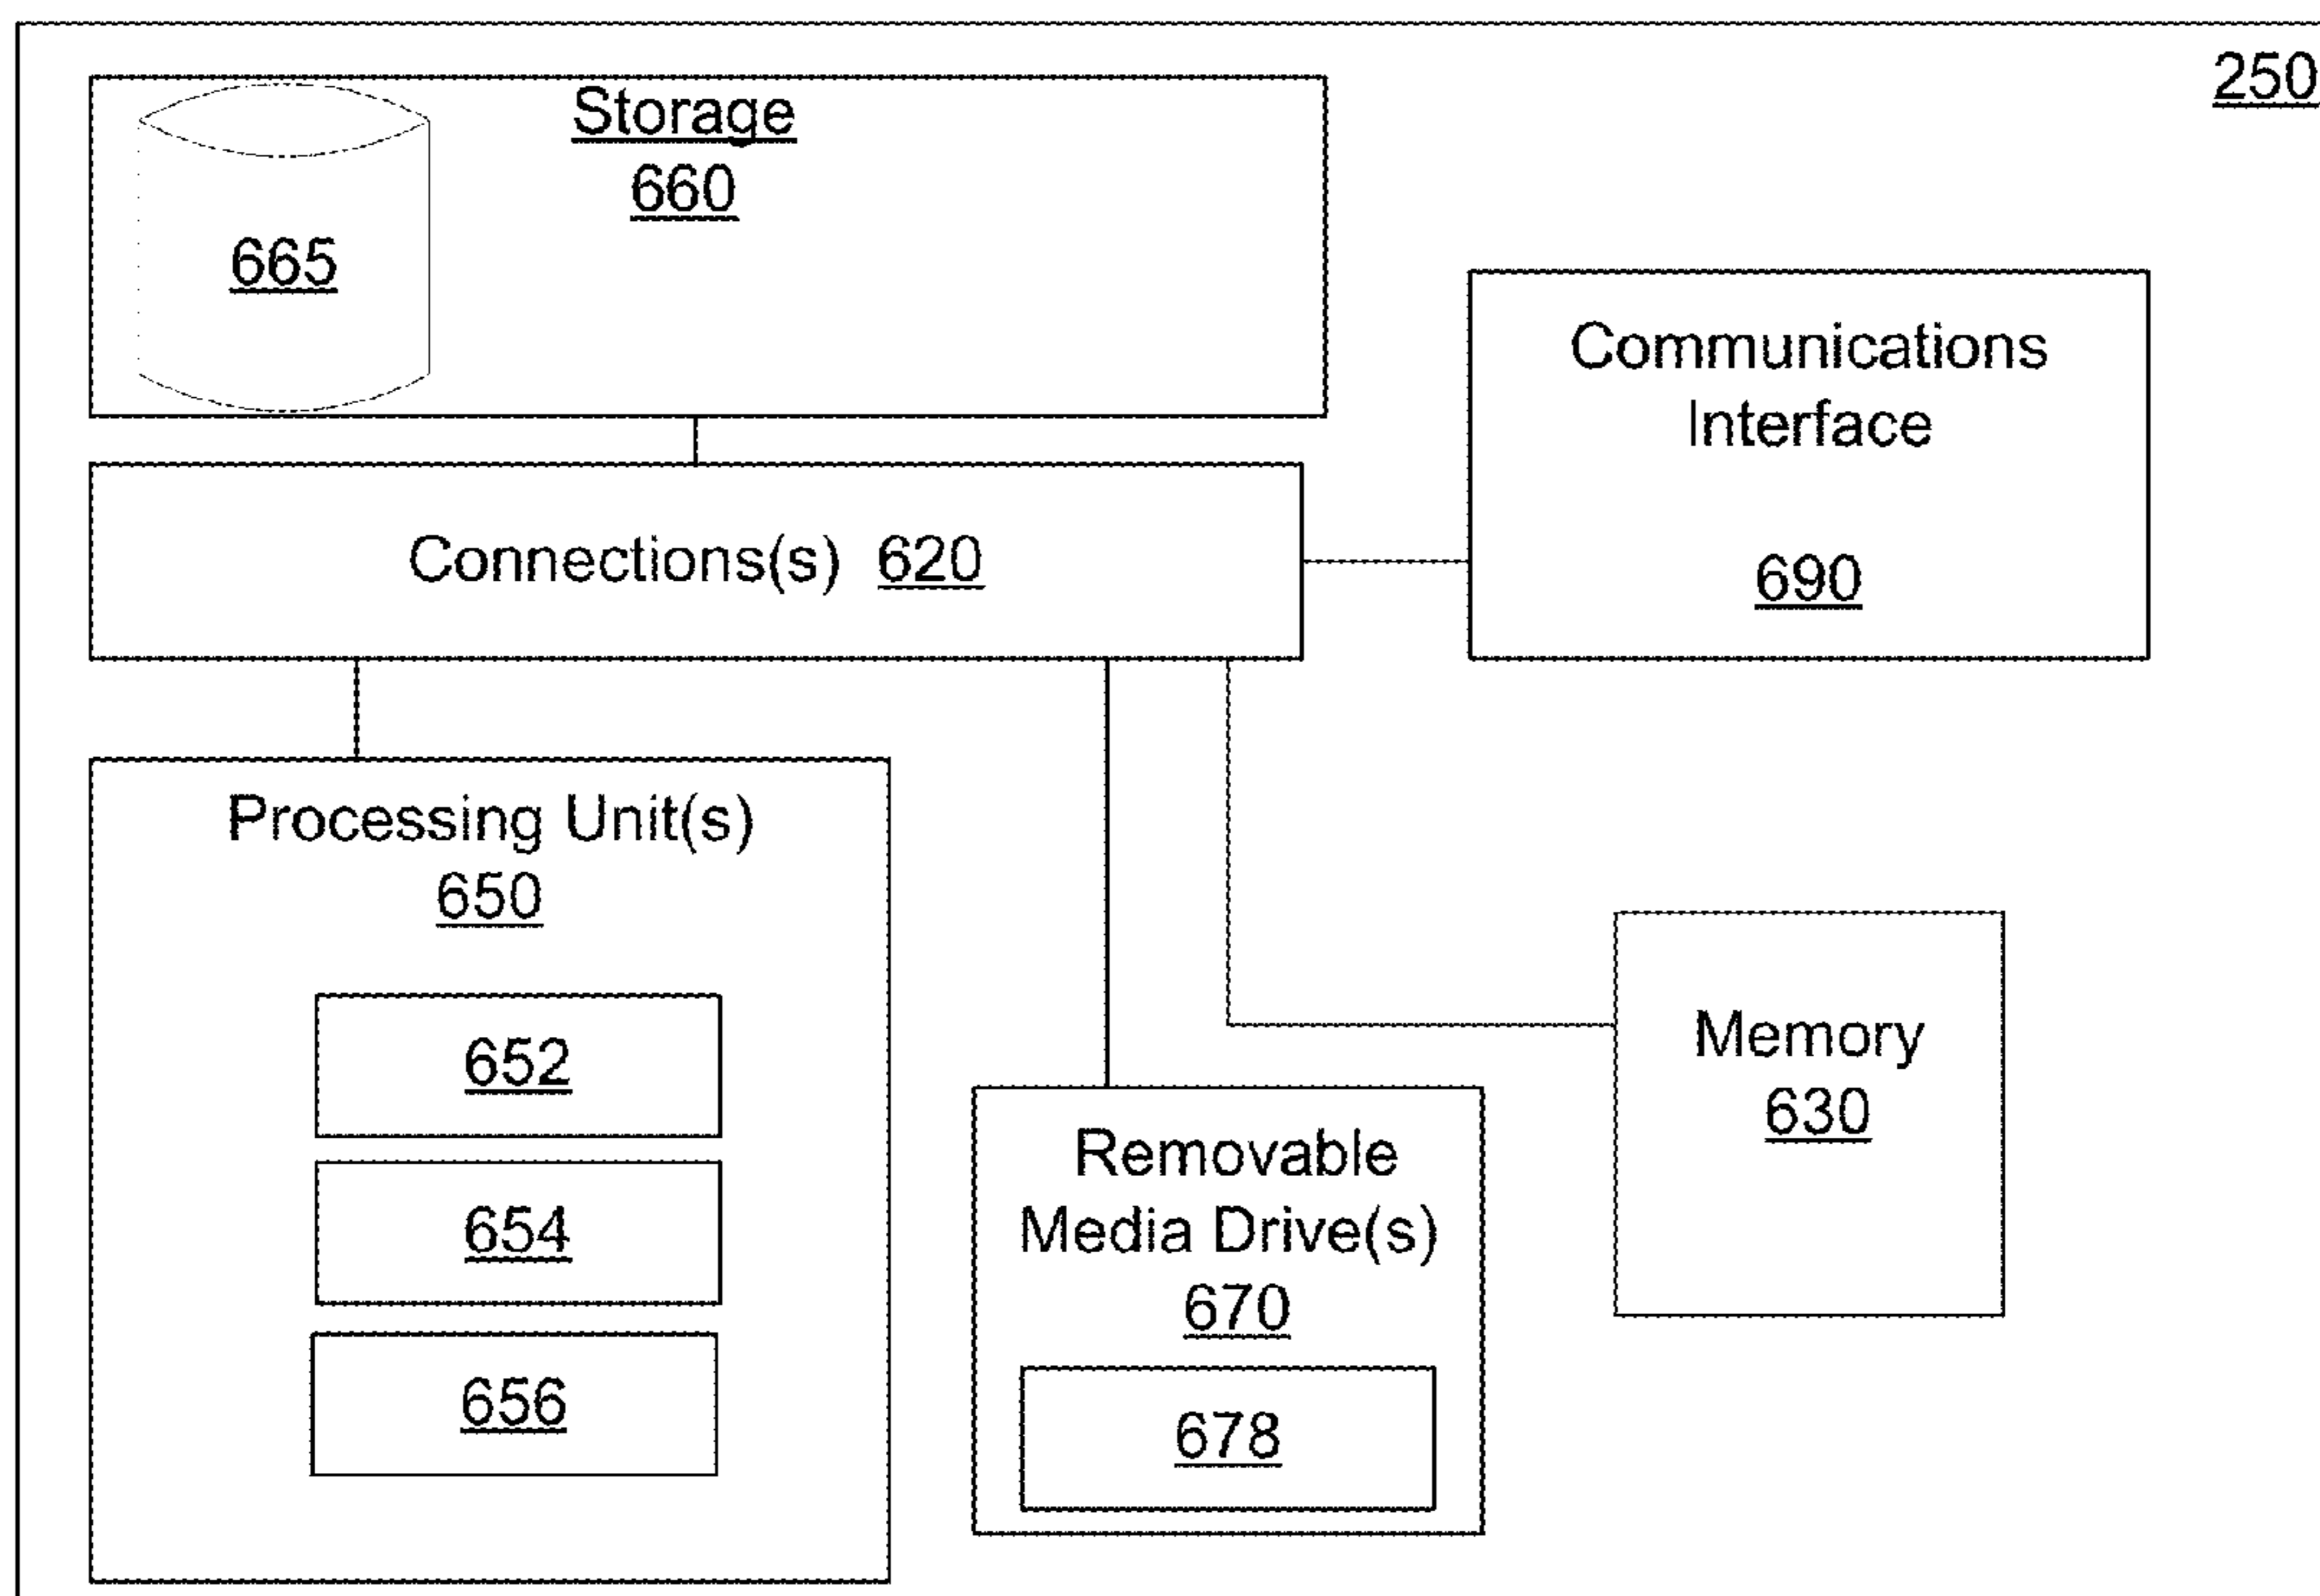 250
Storage
660
665
Communications
Interface
690
Connections(s) 620
Processing Unit(s)
650
652
654
656
Removable
Media Drive(s)
670
678
Memory
630